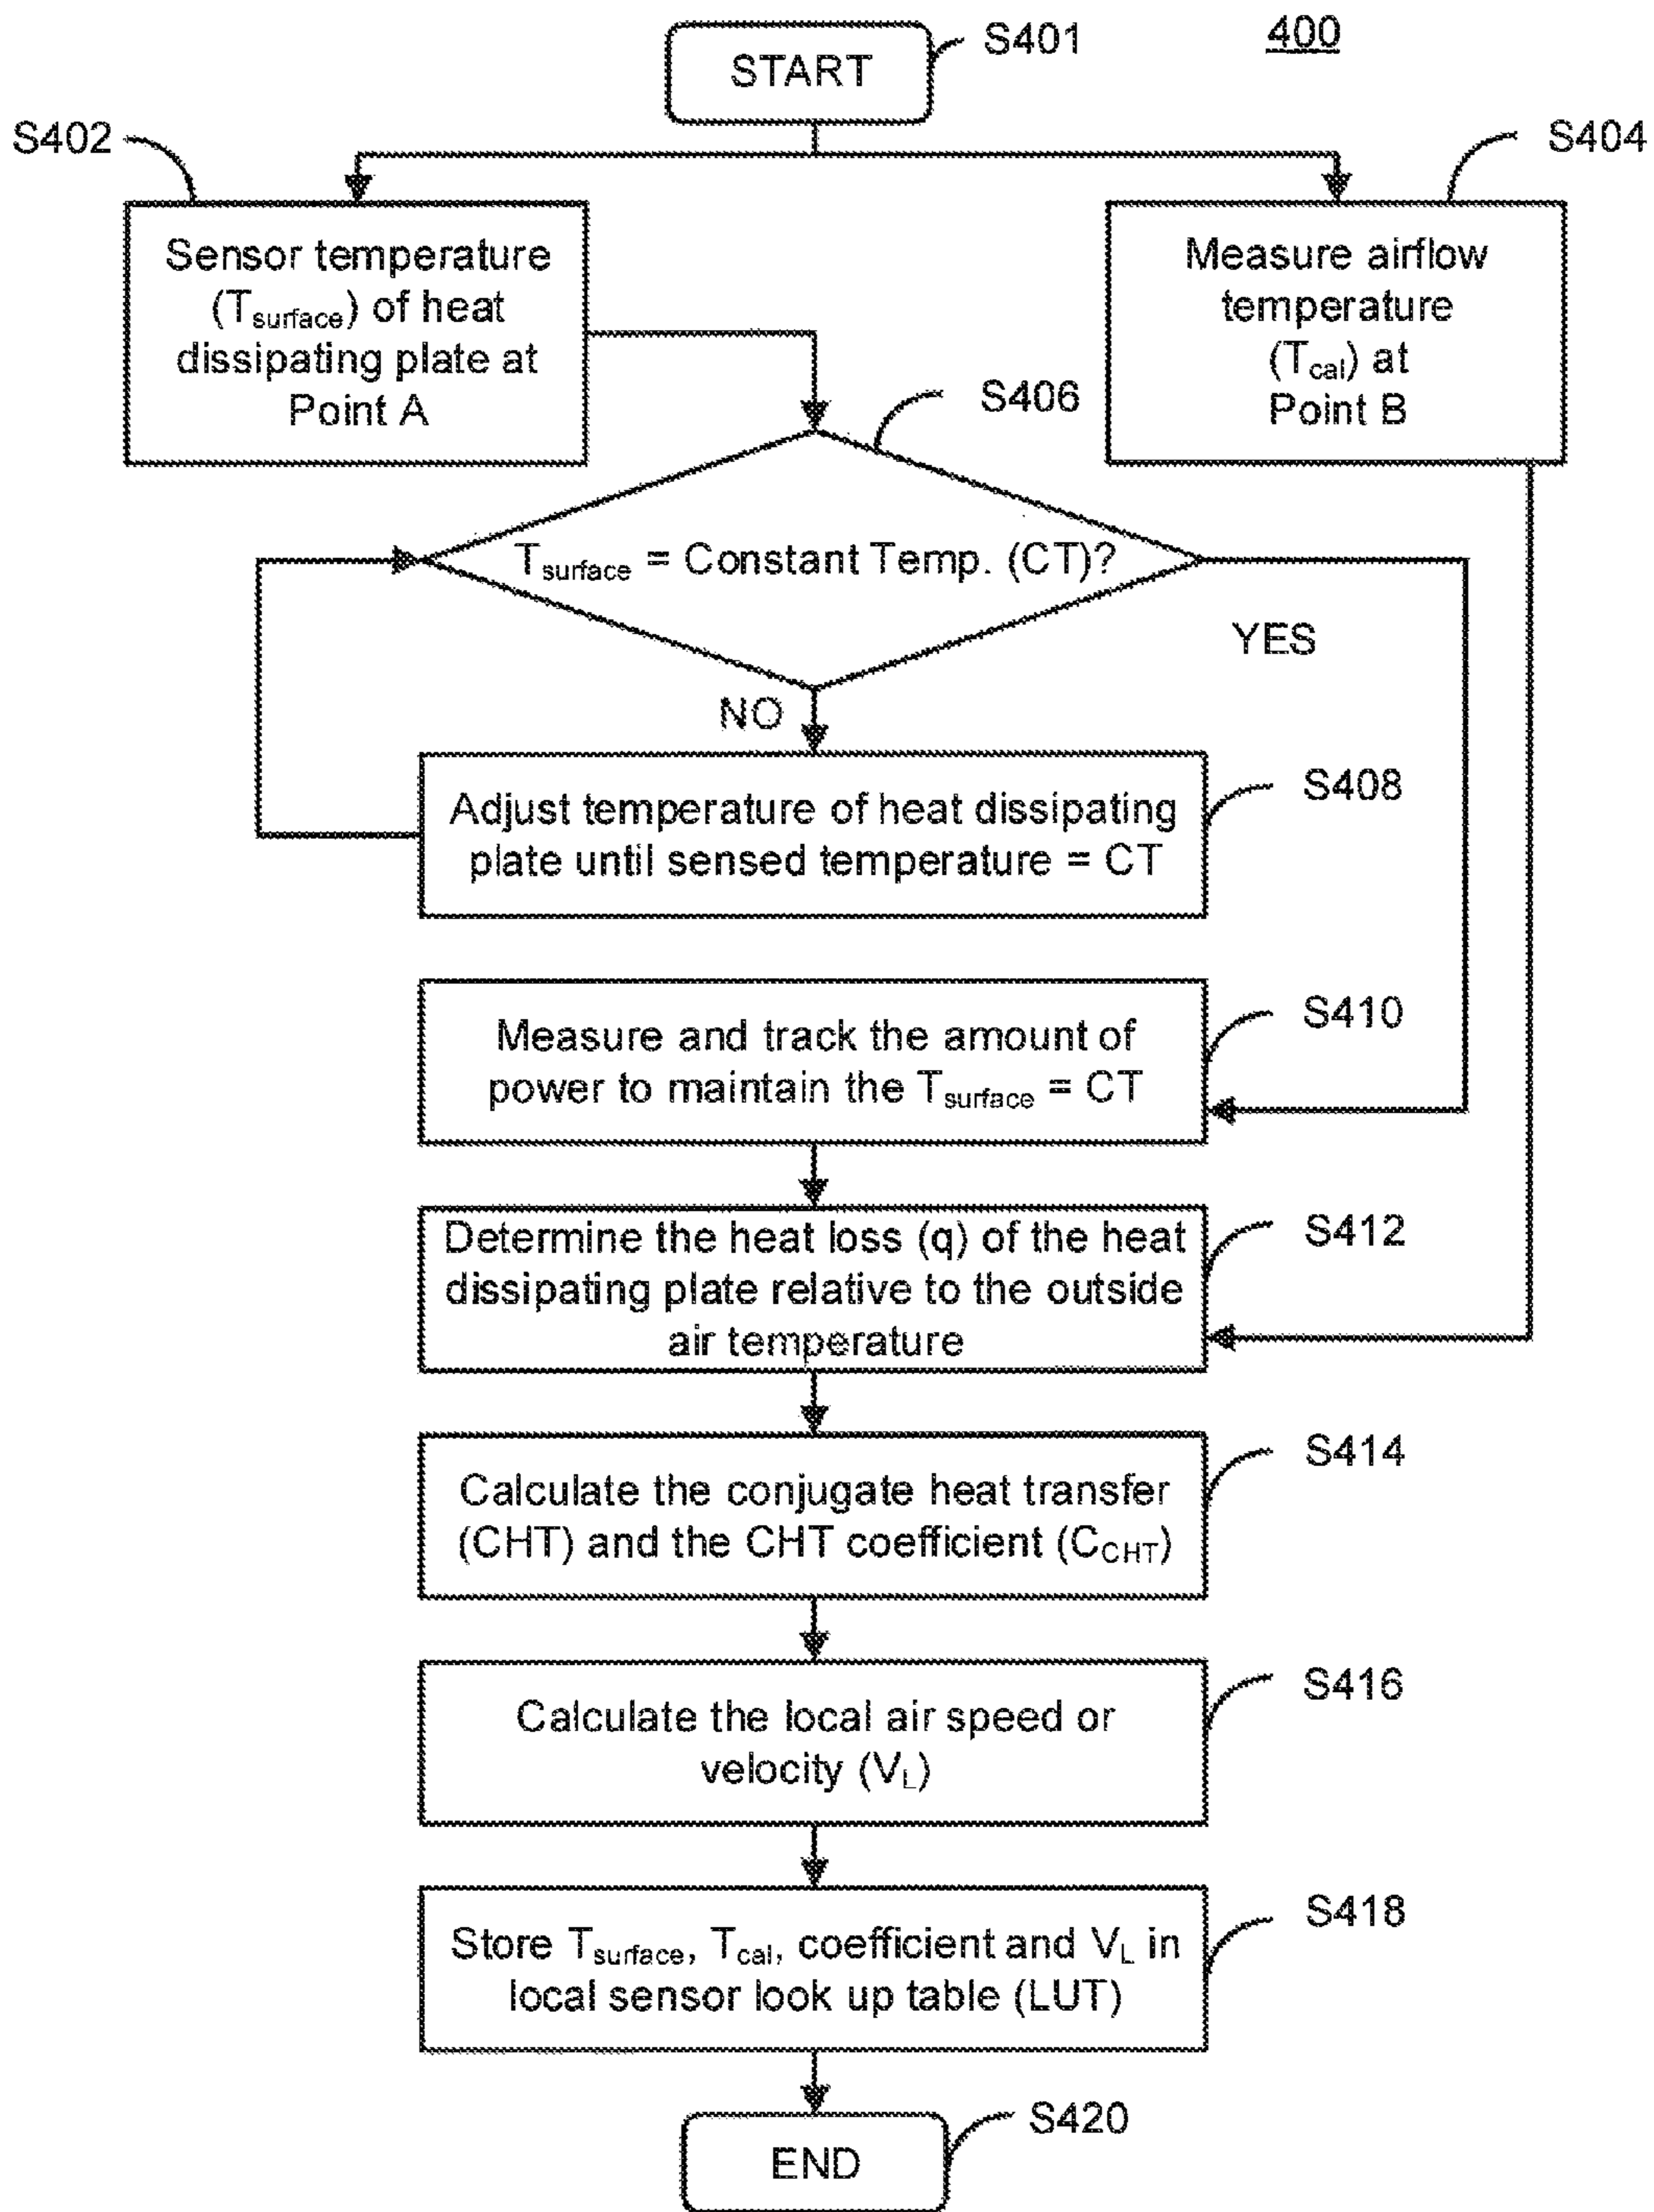 400
START
S401
S402
S404
Sensor temperature
(Tsurface) of heat
dissipating plate at
Point A
Measure airflow
temperature
(Tcal) at
Point B
S406
Tsurface = Constant Temp. (CT)?
YES
NO
Adjust temperature of heat dissipating
plate until sensed temperature = CT
S408
Measure and track the amount of
power to maintain the Tsurface = CT
S410
Determine the heat loss (q) of the heat
dissipating plate relative to the outside
air temperature
S412
Calculate the conjugate heat transfer
(CHT) and the CHT coefficient (CCHT)
S414
Calculate the local air speed or
velocity (VL)
S416
Store Tsurface, Tcal, coefficient and VL in
local sensor look up table (LUT)
S418
END
S420